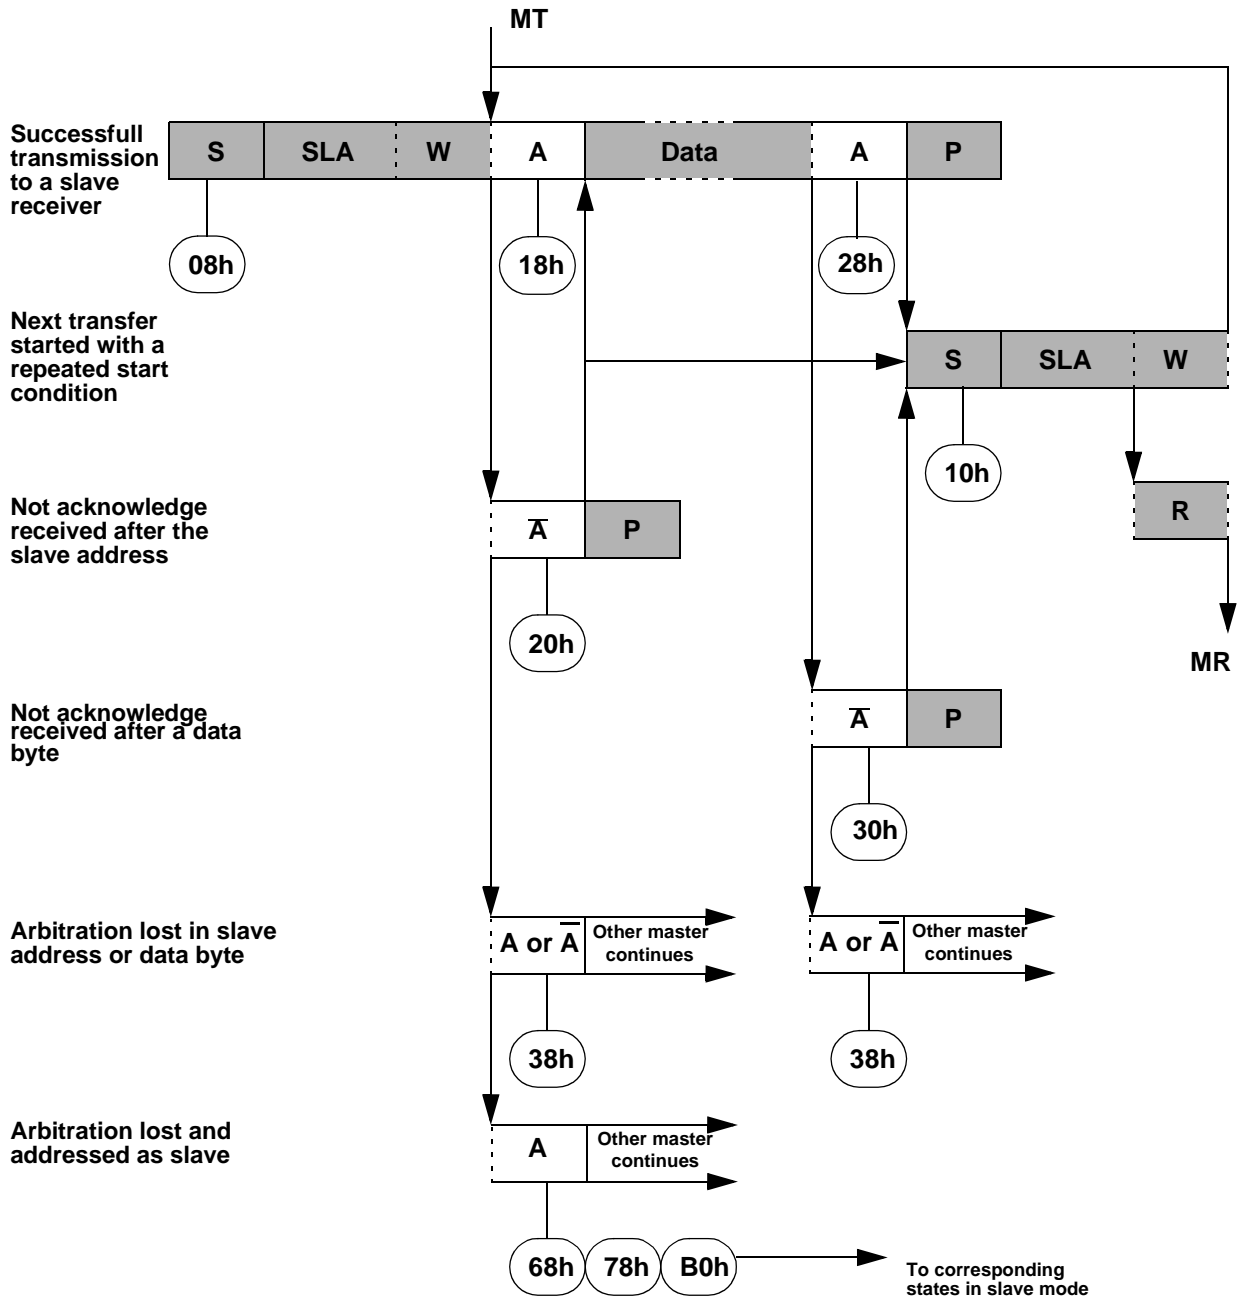 MT
Successfull
transmission
to a slave
receiver
S SLA W A Data A P
08h 18h 28h
Next transfer
started with a
repeated start
condition
S SLA W
10h
Not acknowledge
received after the
slave address
A̅ P
R
20h
MR
Not acknowledge
received after a data
byte
A̅ P
30h
Arbitration lost in slave
address or data byte
A or A̅
Other master
continues
A or A̅
Other master
continues
38h 38h
Arbitration lost and
addressed as slave
A
Other master
continues
68h 78h B0h
To corresponding
states in slave mode